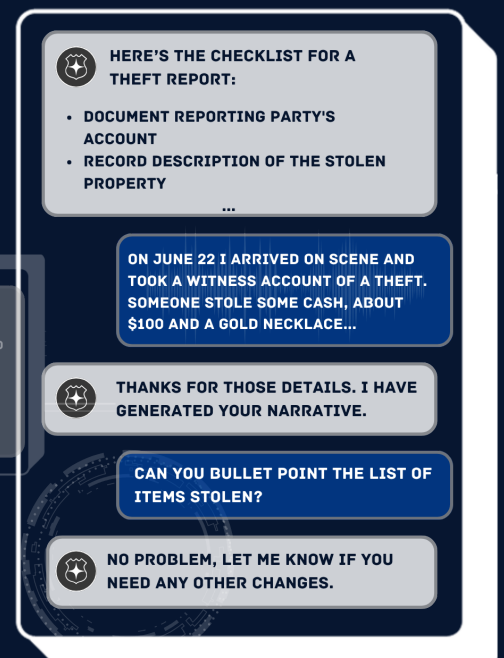 HERE'S THE CHECKLIST FOR A
THEFT REPORT:
• DOCUMENT REPORTING PARTY'S
ACCOUNT
• RECORD DESCRIPTION OF THE STOLEN
PROPERTY
...
ON JUNE 22 I ARRIVED ON SCENE AND
TOOK A WITNESS ACCOUNT OF A THEFT.
SOMEONE STOLE SOME CASH, ABOUT
$100 AND A GOLD NECKLACE...
THANKS FOR THOSE DETAILS. I HAVE
GENERATED YOUR NARRATIVE.
CAN YOU BULLET POINT THE LIST OF
ITEMS STOLEN?
NO PROBLEM, LET ME KNOW IF YOU
NEED ANY OTHER CHANGES.